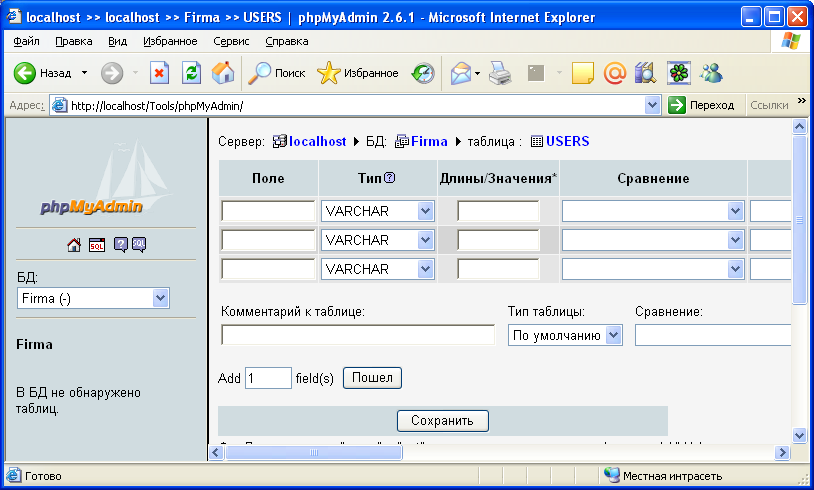 localhost >> localhost >> Firma >> USERS | phpMyAdmin 2.6.1 - Microsoft Internet Explorer
Файл Правка Вид Избранное Сервис Справка
Назад Поиск Избранное
Адрес: http://localhost/Tools/phpMyAdmin/ Переход Ссылки »
phpMyAdmin
SQL ? SQL
БД:
Firma (-)
Firma
В БД не обнаружено
таблиц.
Сервер: localhost БД: Firma таблица : USERS
Поле Тип ? Длины/Значения* Сравнение
VARCHAR
VARCHAR
VARCHAR
Комментарий к таблице: Тип таблицы: Сравнение:
По умолчанию
Add 1 field(s) Пошел
Сохранить
Готово Местная интрасеть